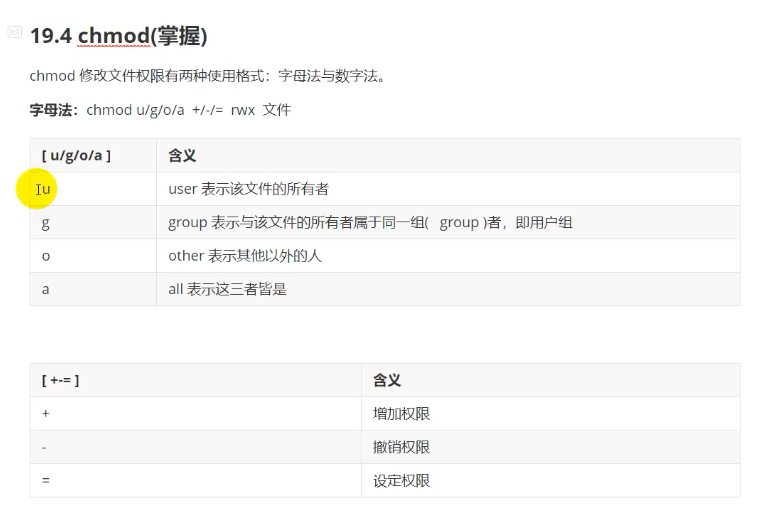 h3
19.4 chmod(掌握)
chmod 修改文件权限有两种使用格式：字母法与数字法。
字母法：chmod u/g/o/a +/-/= rwx 文件
[ u/g/o/a ] 含义
u user 表示该文件的所有者
g group 表示与该文件的所有者属于同一组( group )者，即用户组
o other 表示其他以外的人
a all 表示这三者皆是
[ +-= ] 含义
+ 增加权限
- 撤销权限
= 设定权限